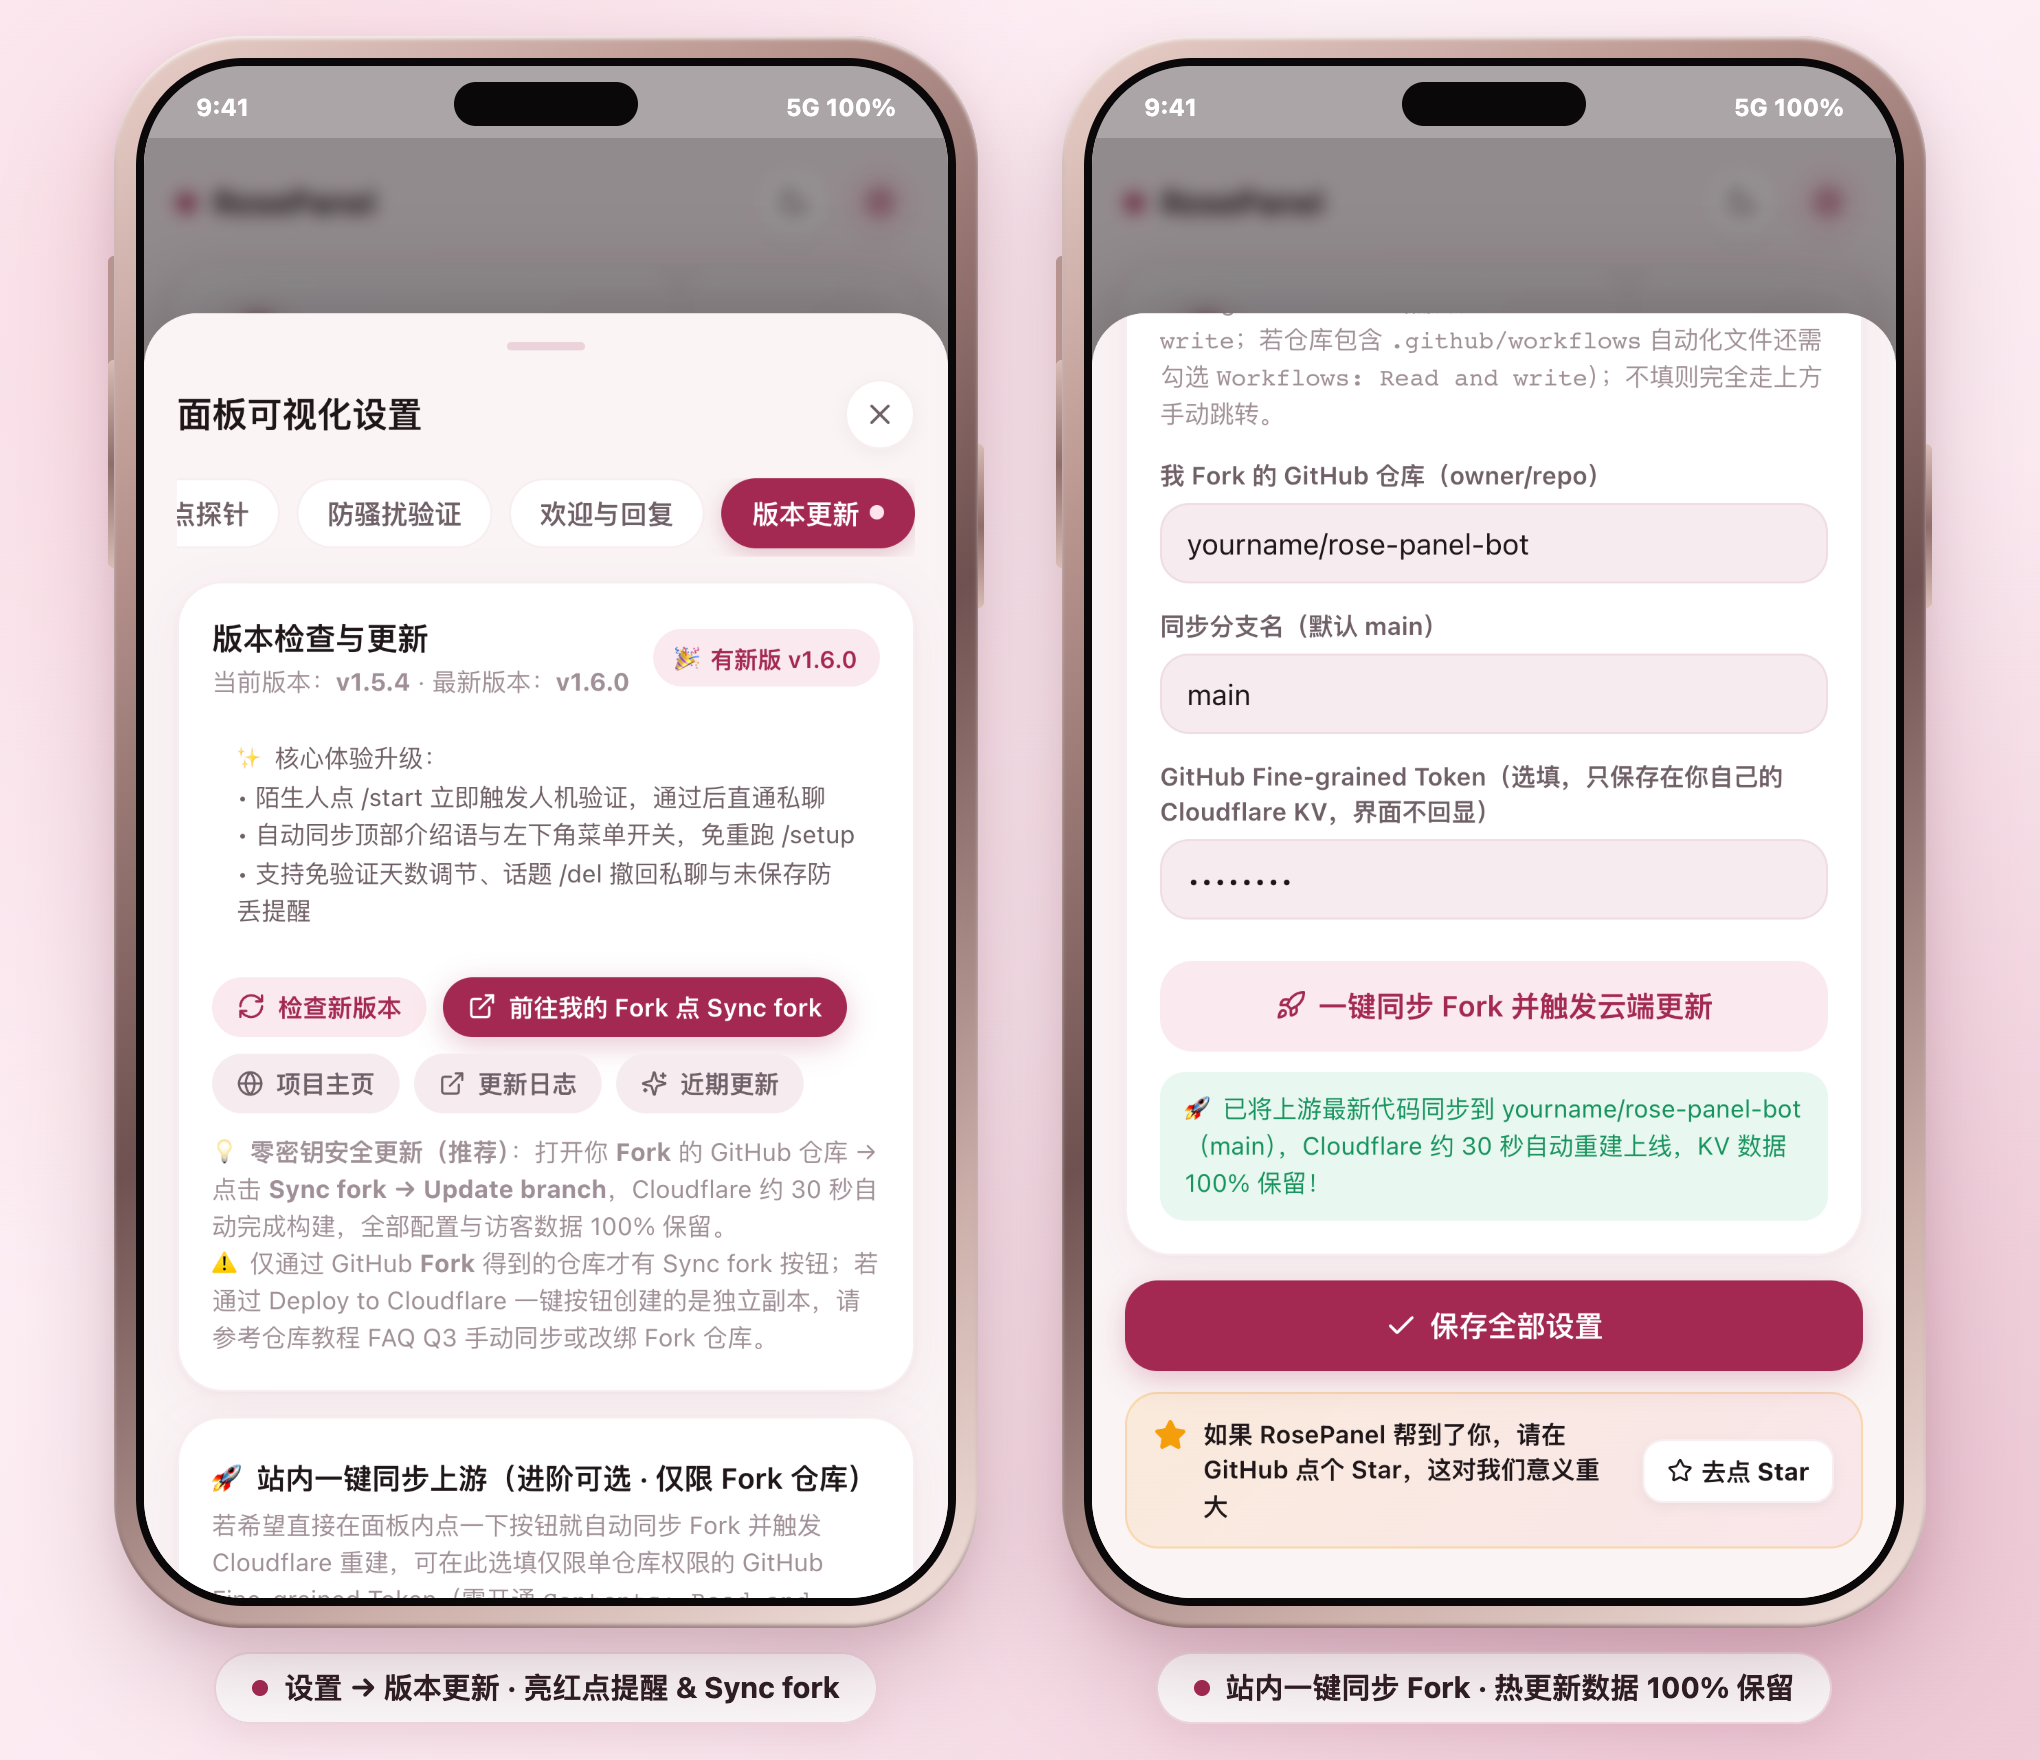 9:41
5G 100%
RosePanel
面板可视化设置
点探针
防骚扰验证
欢迎与回复
版本更新
版本检查与更新
当前版本：v1.5.4 · 最新版本：v1.6.0
🎉 有新版 v1.6.0
✨ 核心体验升级：
• 陌生人点 /start 立即触发人机验证，通过后直通私聊
• 自动同步顶部介绍语与左下角菜单开关，免重跑 /setup
• 支持免验证天数调节、话题 /del 撤回私聊与未保存防
丢提醒
检查新版本
前往我的 Fork 点 Sync fork
项目主页
更新日志
近期更新
💡 零密钥安全更新（推荐）：打开你 Fork 的 GitHub 仓库 →
点击 Sync fork → Update branch，Cloudflare 约 30 秒自
动完成构建，全部配置与访客数据 100% 保留。
⚠️ 仅通过 GitHub Fork 得到的仓库才有 Sync fork 按钮；若
通过 Deploy to Cloudflare 一键按钮创建的是独立副本，请
参考仓库教程 FAQ Q3 手动同步或改绑 Fork 仓库。
🚀 站内一键同步上游（进阶可选 · 仅限 Fork 仓库）
若希望直接在面板内点一下按钮就自动同步 Fork 并触发
Cloudflare 重建，可在此选填仅限单仓库权限的 GitHub
Fine-grained Token（需开通 Contents: Read and
设置 → 版本更新 · 亮红点提醒 & Sync fork
9:41
5G 100%
RosePanel
write；若仓库包含 .github/workflows 自动化文件还需
勾选 Workflows: Read and write）；不填则完全走上方
手动跳转。
我 Fork 的 GitHub 仓库（owner/repo）
yourname/rose-panel-bot
同步分支名（默认 main）
main
GitHub Fine-grained Token（选填，只保存在你自己的
Cloudflare KV，界面不回显）
••••••••
一键同步 Fork 并触发云端更新
🚀 已将上游最新代码同步到 yourname/rose-panel-bot
（main），Cloudflare 约 30 秒自动重建上线，KV 数据
100% 保留！
保存全部设置
如果 RosePanel 帮到了你，请在
GitHub 点个 Star，这对我们意义重
大
去点 Star
站内一键同步 Fork · 热更新数据 100% 保留